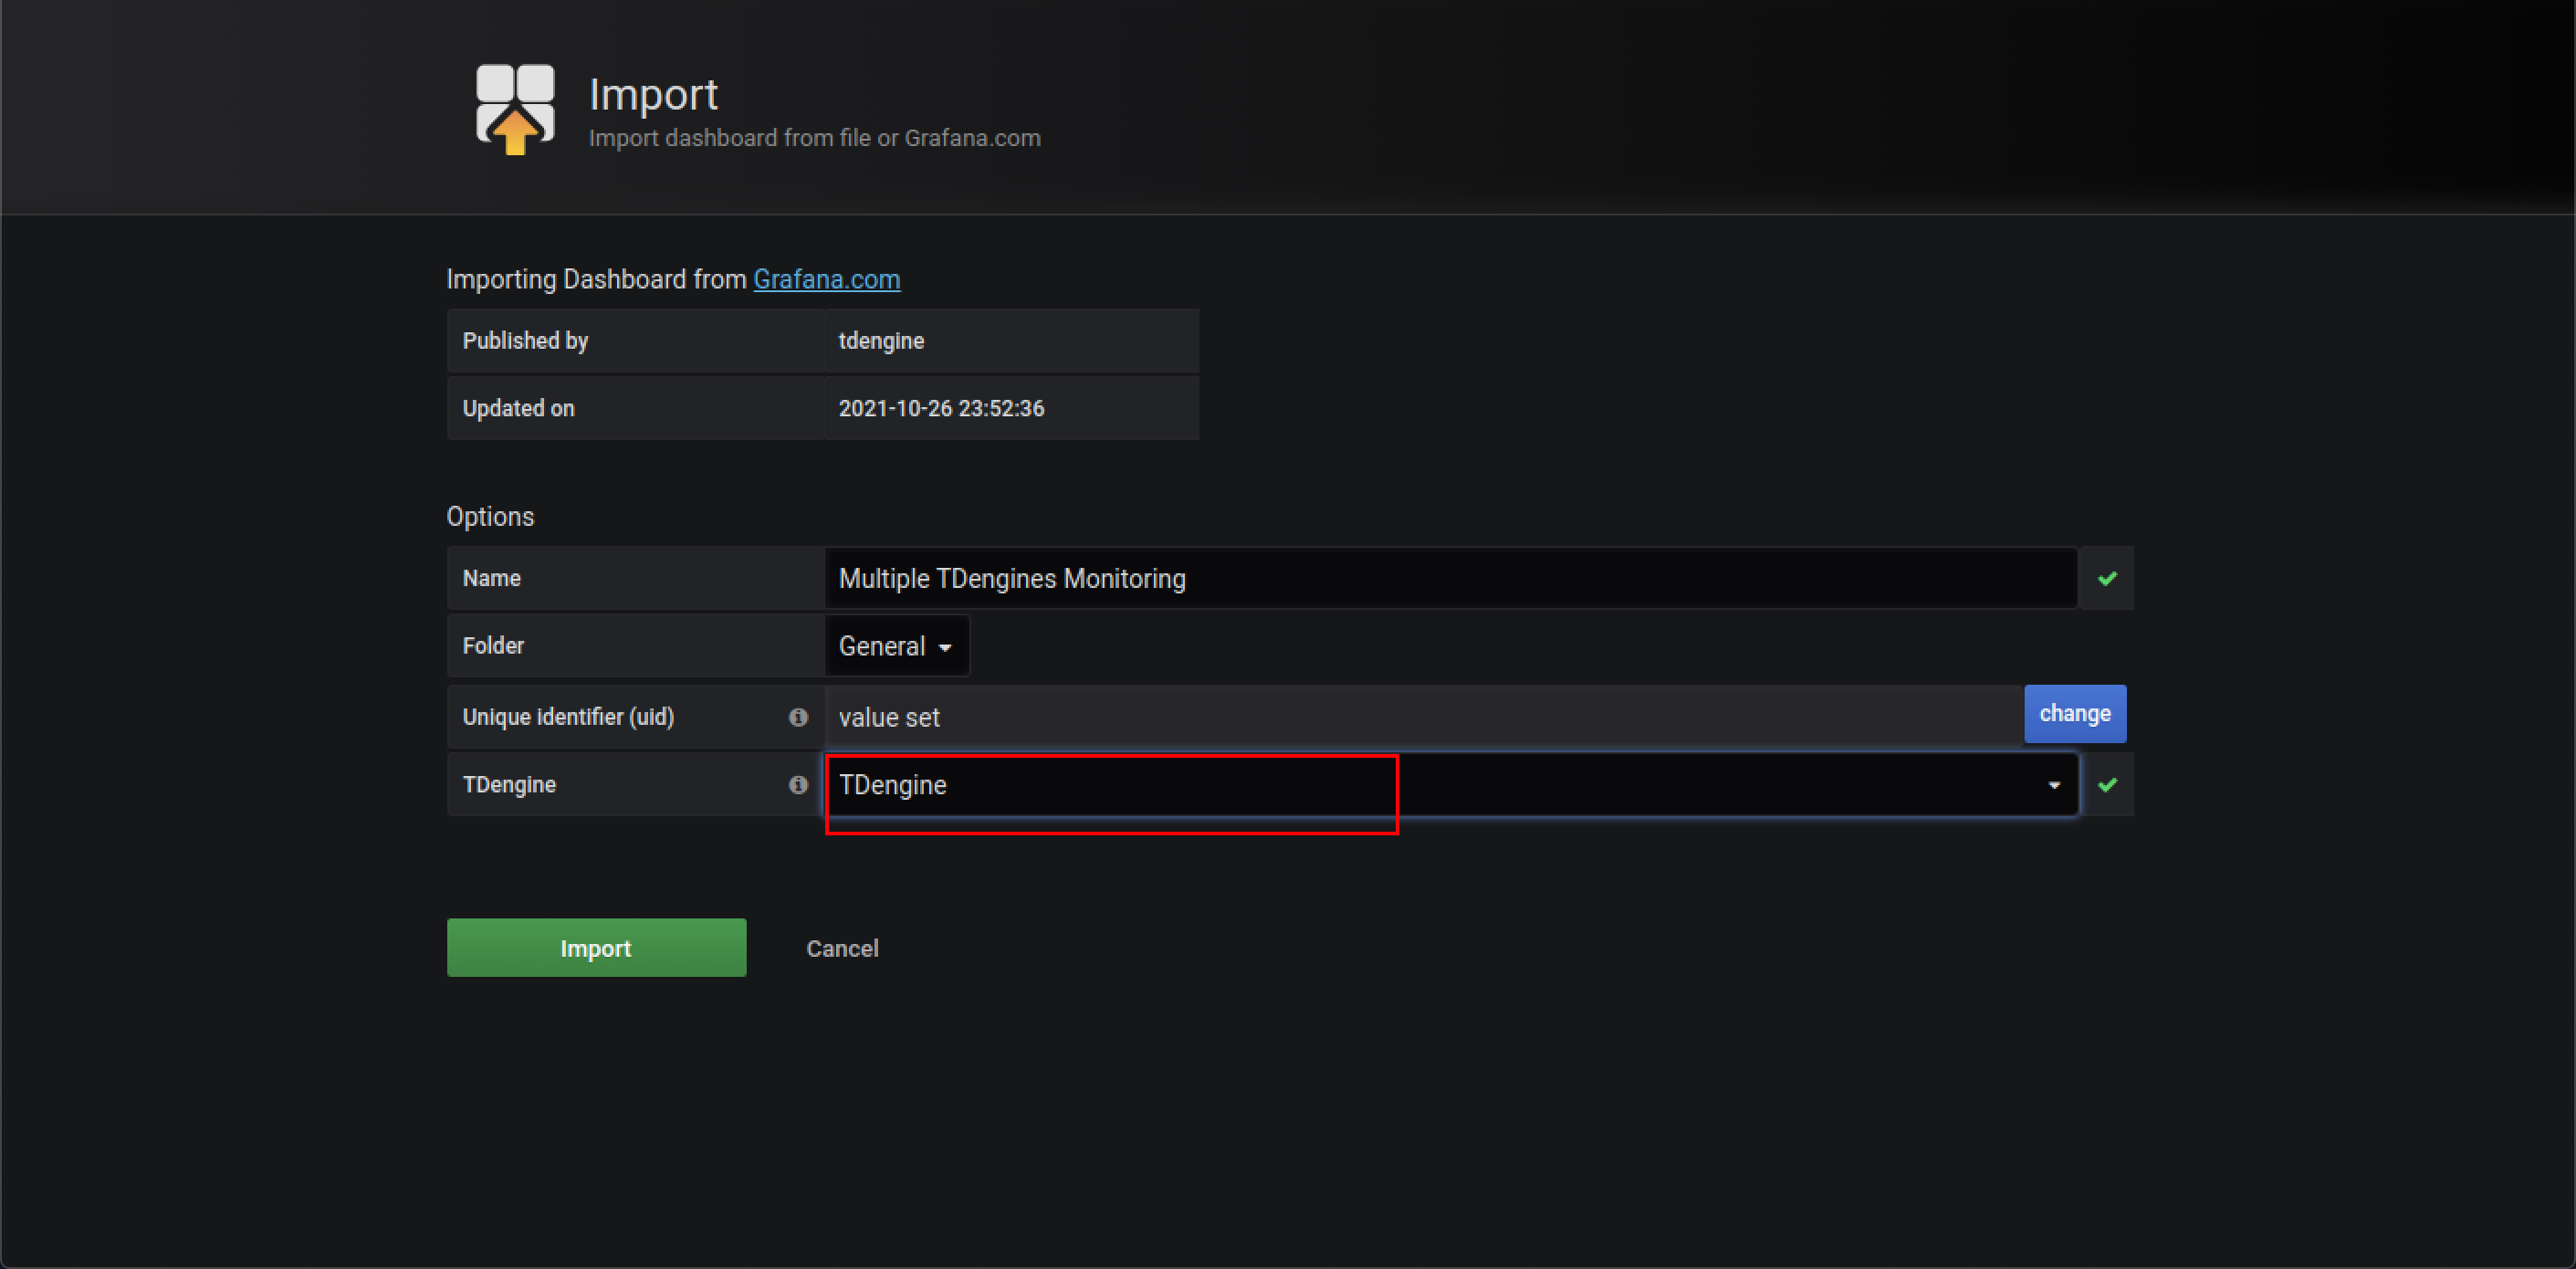 Import
Import dashboard from file or Grafana.com
Importing Dashboard from Grafana.com
Published by tdengine
Updated on 2021-10-26 23:52:36
Options
Name Multiple TDengines Monitoring
Folder General
Unique identifier (uid) value set change
TDengine TDengine
Import Cancel